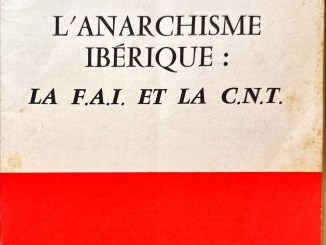 L'ANARCHISME
IBÉRIQUE :
LA F.A.I. ET LA C.N.T.